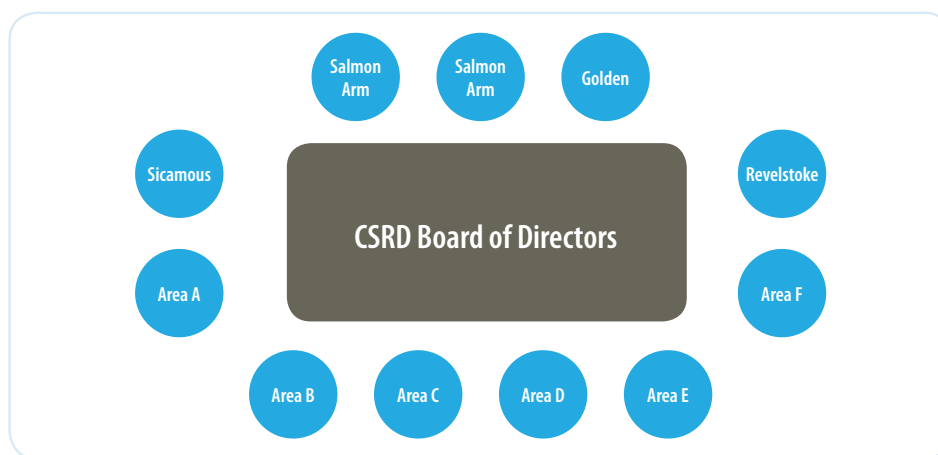 Salmon
Arm
Salmon
Arm
Golden
Sicamous
Revelstoke
CSRD Board of Directors
Area A
Area F
Area B
Area C
Area D
Area E